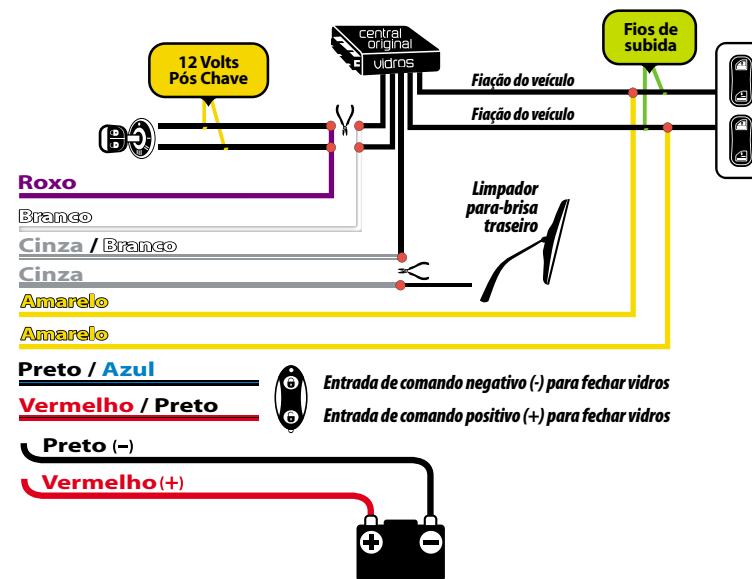 central
original
vidros
12 Volts
Pós Chave
Fios de
subida
Fiação do veículo
Fiação do veículo
Roxo
Branco
Cinza / Branco
Cinza
Limpador
para-brisa
traseiro
Amarelo
Amarelo
Preto / Azul
Entrada de comando negativo (-) para fechar vidros
Vermelho / Preto
Entrada de comando positivo (+) para fechar vidros
Preto (–)
Vermelho (+)
+ −